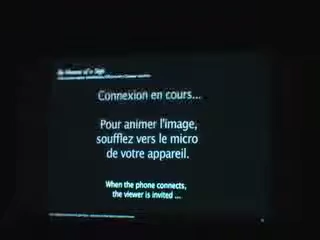 Connexion en cours...
Pour animer l'image,
soufflez vers le micro
de votre appareil.
When the phone connects,
the viewer is invited ...